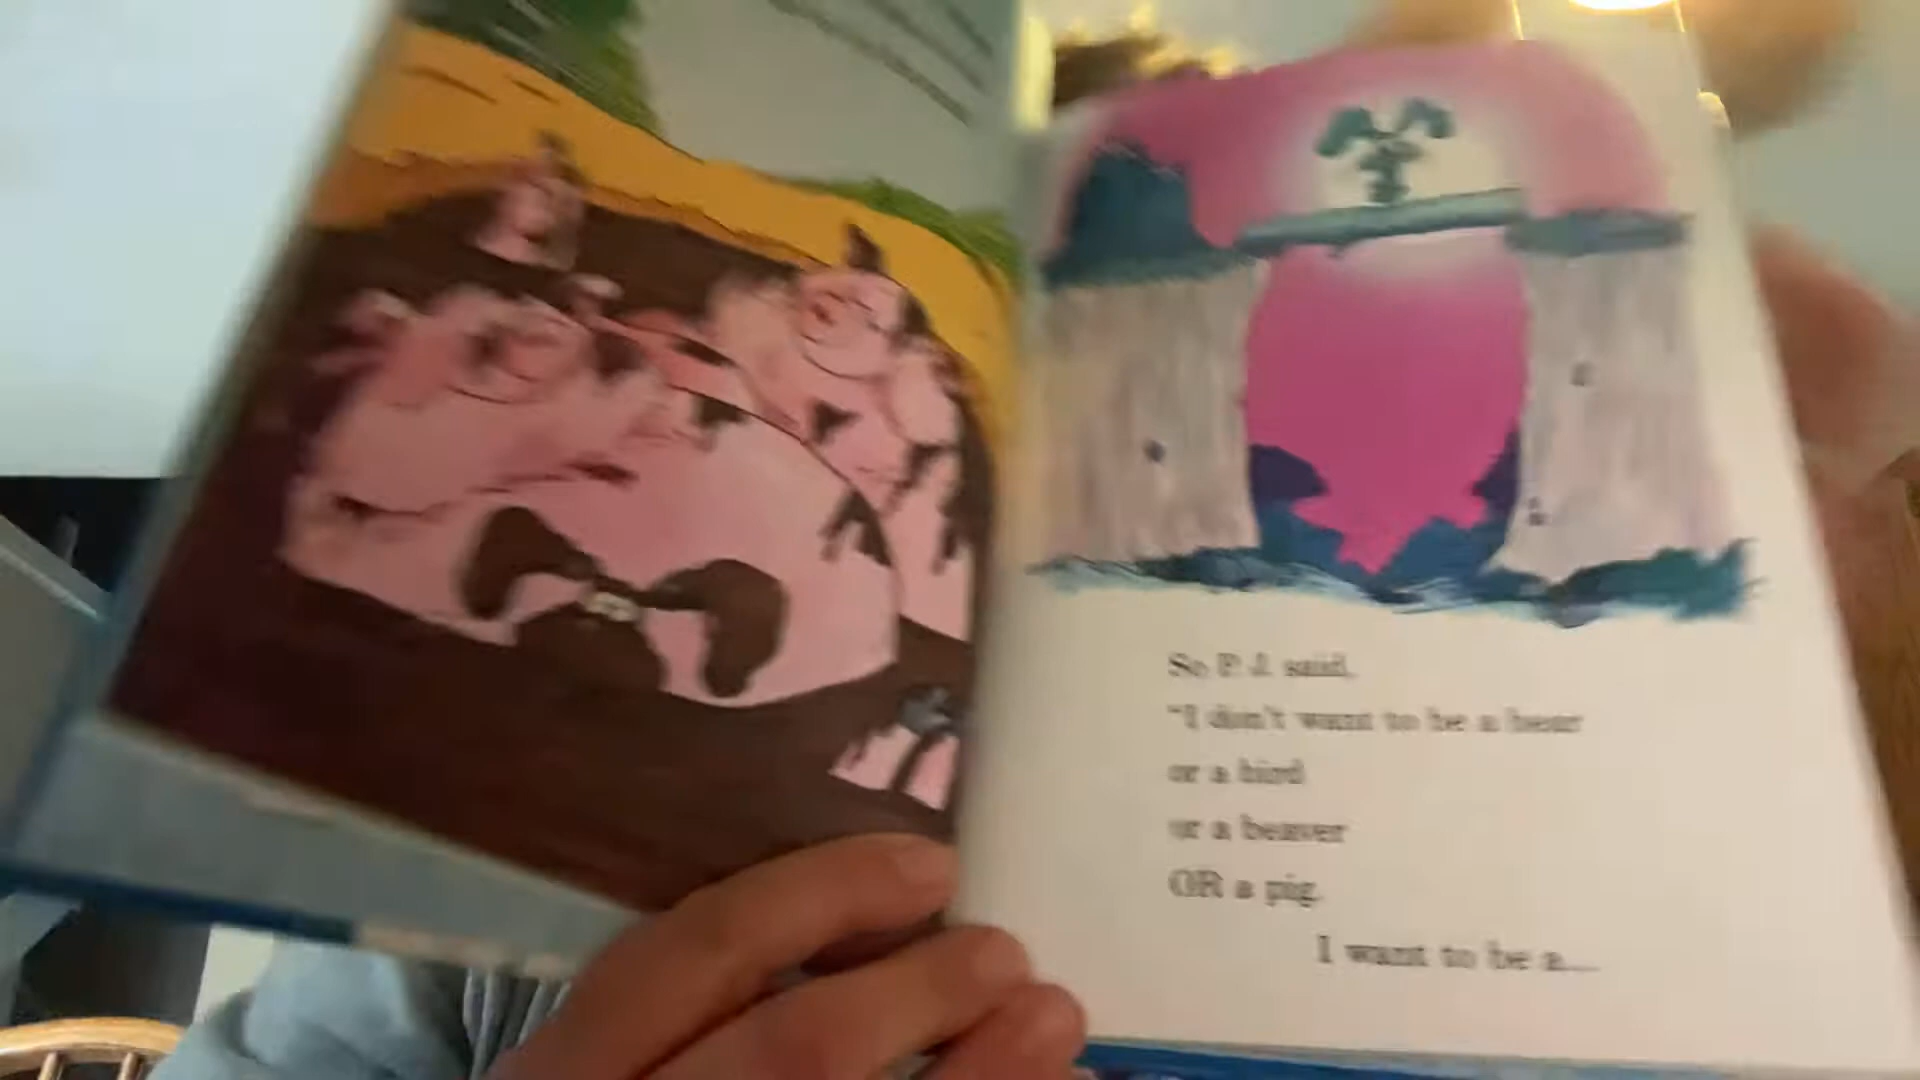 So P. J. said,
"I don't want to be a bear
or a bird
or a beaver
OR a pig.
I want to be a...